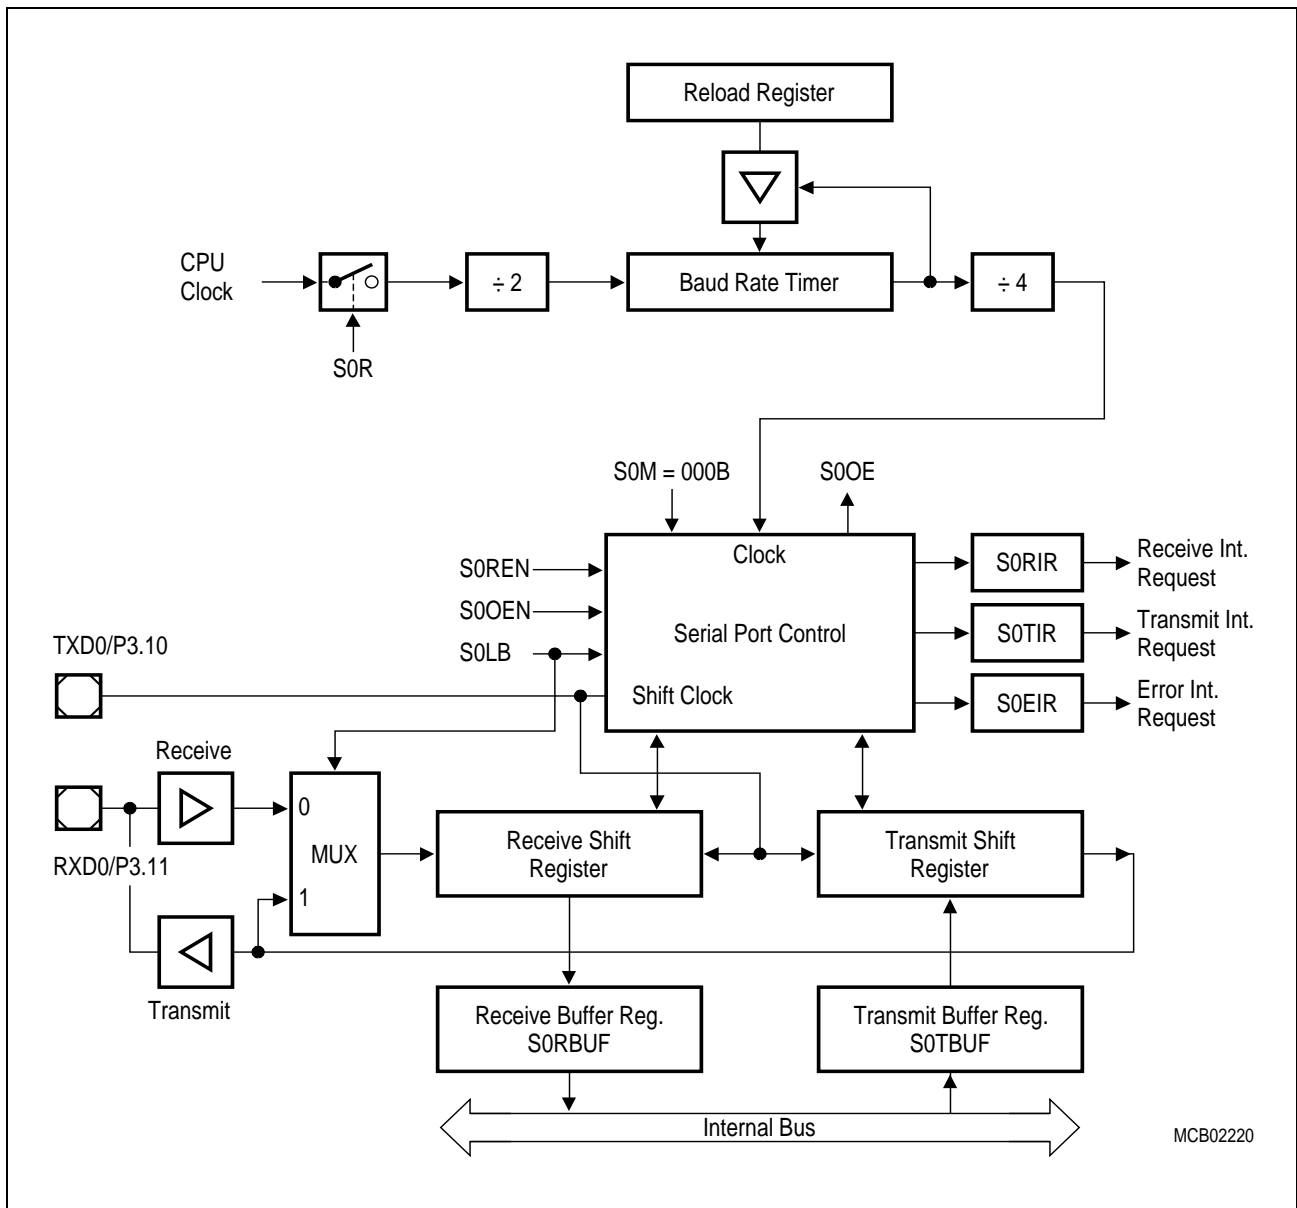 Reload Register
CPU
Clock
÷ 2
Baud Rate Timer
÷ 4
S0R
S0M = 000B
S0OE
Clock
S0REN
S0RIR
Receive Int.
Request
S0OEN
Serial Port Control
S0TIR
Transmit Int.
Request
TXD0/P3.10
S0LB
Shift Clock
S0EIR
Error Int.
Request
Receive
0
MUX
1
RXD0/P3.11
Receive Shift
Register
Transmit Shift
Register
Transmit
Receive Buffer Reg.
S0RBUF
Transmit Buffer Reg.
S0TBUF
Internal Bus
MCB02220